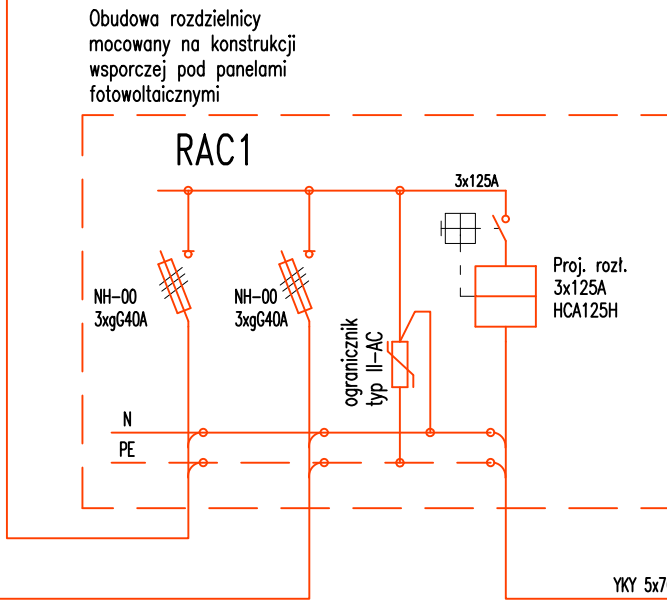 Obudowa rozdzielnicy
mocowany na konstrukcji
wsporczej pod panelami
fotowoltaicznymi
RAC1
3x125A
Proj. rozł.
3x125A
HCA125H
NH-00
3xgG40A
NH-00
3xgG40A
ogranicznik
typ II-AC
N
PE
YKY 5x7